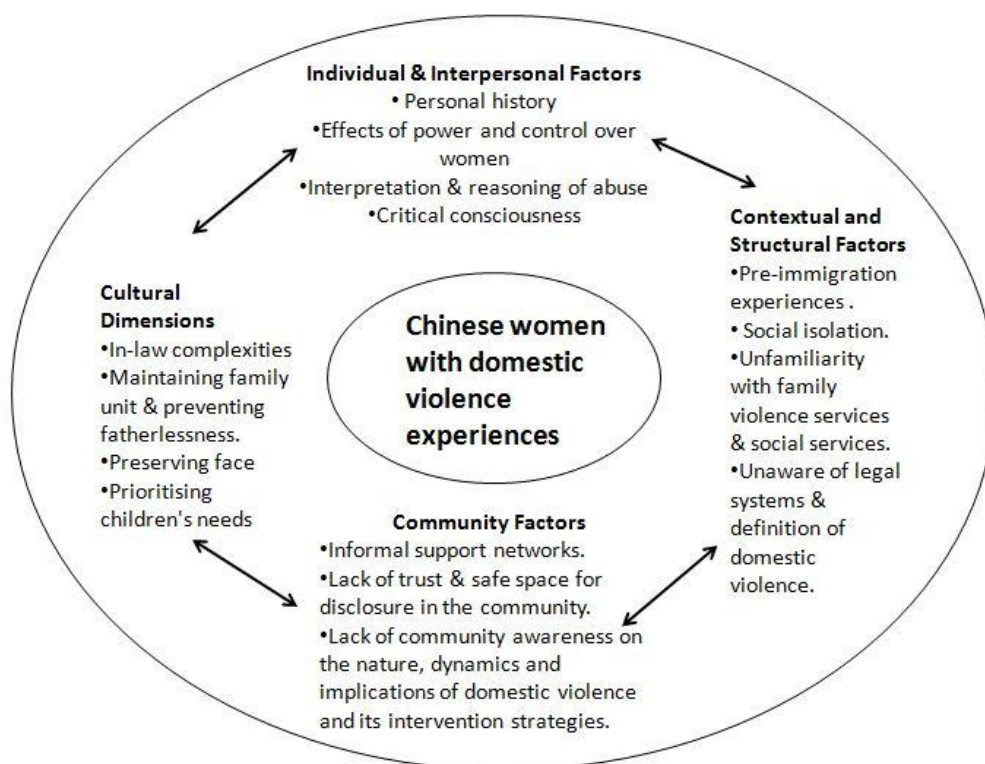 Individual & Interpersonal Factors
• Personal history
•Effects of power and control over
women
•Interpretation & reasoning of abuse
•Critical consciousness
Contextual and
Structural Factors
•Pre-immigration
experiences .
• Social isolation.
•Unfamiliarity
with family
violence services
& social services.
•Unaware of legal
systems &
definition of
domestic
violence.
Cultural
Dimensions
•In-law complexities
•Maintaining family
unit & preventing
fatherlessness.
•Preserving face
•Prioritising
children's needs
Chinese women
with domestic
violence
experiences
Community Factors
•Informal support networks.
•Lack of trust & safe space for
disclosure in the community.
•Lack of community awareness on
the nature, dynamics and
implications of domestic violence
and its intervention strategies.